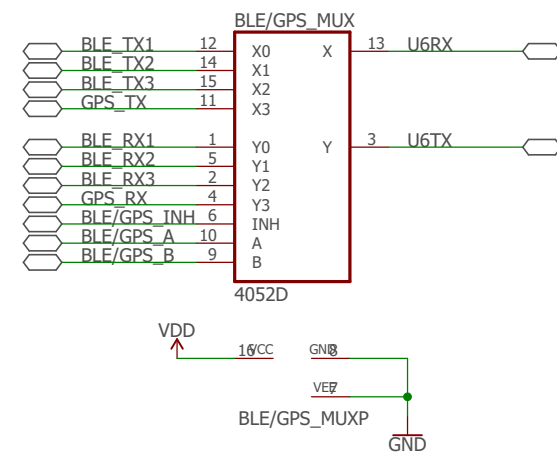 BLE/GPS_MUX
BLE_TX1 12 X0 X 13 U6RX
BLE_TX2 14 X1
BLE_TX3 15 X2
GPS_TX 11 X3
BLE_RX1 1 Y0 Y 3 U6TX
BLE_RX2 5 Y1
BLE_RX3 2 Y2
GPS_RX 4 Y3
BLE/GPS_INH 6 INH
BLE/GPS_A 10 A
BLE/GPS_B 9 B
4052D
VDD
16 VCC GND 8
VEE 7
BLE/GPS_MUXP
GND